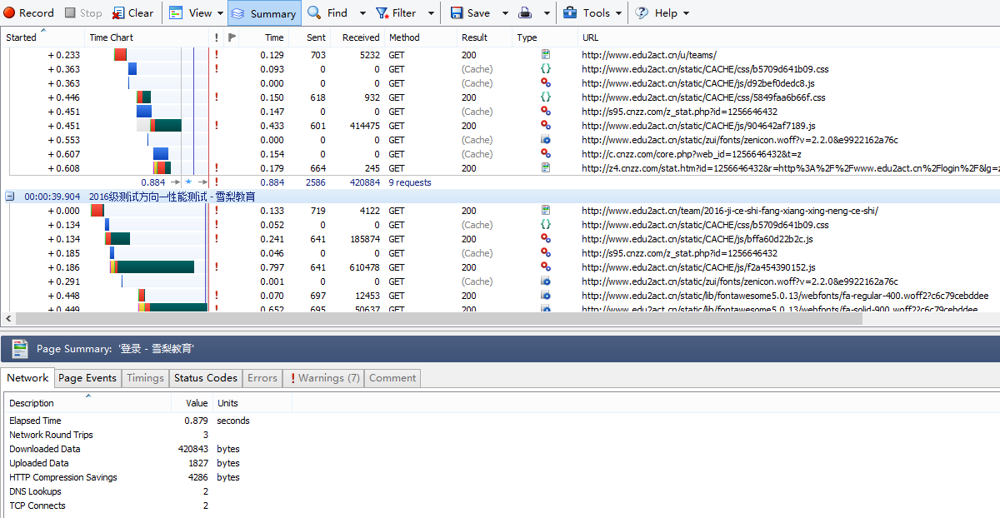 Record Stop Clear View Summary Find Filter Save Tools Help
Started Time Chart ! Time Sent Received Method Result Type URL
+ 0.233 ! 0.129 703 5232 GET 200 http://www.edu2act.cn/u/teams/
+ 0.363 ! 0.093 0 0 GET (Cache) {} http://www.edu2act.cn/static/CACHE/css/b5709d641b09.css
+ 0.363 0.000 0 0 GET (Cache) http://www.edu2act.cn/static/CACHE/js/d92bef0dedc8.js
+ 0.446 ! 0.150 618 932 GET 200 {} http://www.edu2act.cn/static/CACHE/css/5849faa6b66f.css
+ 0.451 0.147 0 0 GET (Cache) http://s95.cnzz.com/z_stat.php?id=1256646432
+ 0.451 ! 0.433 601 414475 GET 200 http://www.edu2act.cn/static/CACHE/js/904642af7189.js
+ 0.553 0.000 0 0 GET (Cache) http://www.edu2act.cn/static/zui/fonts/zenicon.woff?v=2.2.0&e9922162a76c
+ 0.607 0.154 0 0 GET (Cache) http://c.cnzz.com/core.php?web_id=1256646432&t=z
+ 0.608 ! 0.179 664 245 GET 200 http://z4.cnzz.com/stat.htm?id=1256646432&r=http%3A%2F%2Fwww.edu2act.cn%2Flogin%2F&lg=z
0.884 ! 0.884 2586 420884 9 requests
00:00:39.904 2016级测试方向一性能测试 - 雪梨教育
+ 0.000 ! 0.133 719 4122 GET 200 http://www.edu2act.cn/team/2016-ji-ce-shi-fang-xiang-xing-neng-ce-shi/
+ 0.134 ! 0.052 0 0 GET (Cache) {} http://www.edu2act.cn/static/CACHE/css/b5709d641b09.css
+ 0.134 ! 0.241 641 185874 GET 200 http://www.edu2act.cn/static/CACHE/js/bffa60d22b2c.js
+ 0.185 0.046 0 0 GET (Cache) http://s95.cnzz.com/z_stat.php?id=1256646432
+ 0.186 ! 0.797 641 610478 GET 200 http://www.edu2act.cn/static/CACHE/js/f2a454390152.js
+ 0.291 0.001 0 0 GET (Cache) http://www.edu2act.cn/static/zui/fonts/zenicon.woff?v=2.2.0&e9922162a76c
+ 0.448 ! 0.070 697 12453 GET 200 http://www.edu2act.cn/static/lib/fontawesome5.0.13/webfonts/fa-regular-400.woff2?c6c79cebddee
+ 0.449 ! 0.652 695 50637 GET 200 http://www.edu2act.cn/static/lib/fontawesome5.0.13/webfonts/fa-solid-900.woff2?c6c79cebddee
Page Summary: '登录 - 雪梨教育'
Network Page Events Timings Status Codes Errors ! Warnings (7) Comment
Description Value Units
Elapsed Time 0.879 seconds
Network Round Trips 3
Downloaded Data 420843 bytes
Uploaded Data 1827 bytes
HTTP Compression Savings 4286 bytes
DNS Lookups 2
TCP Connects 2